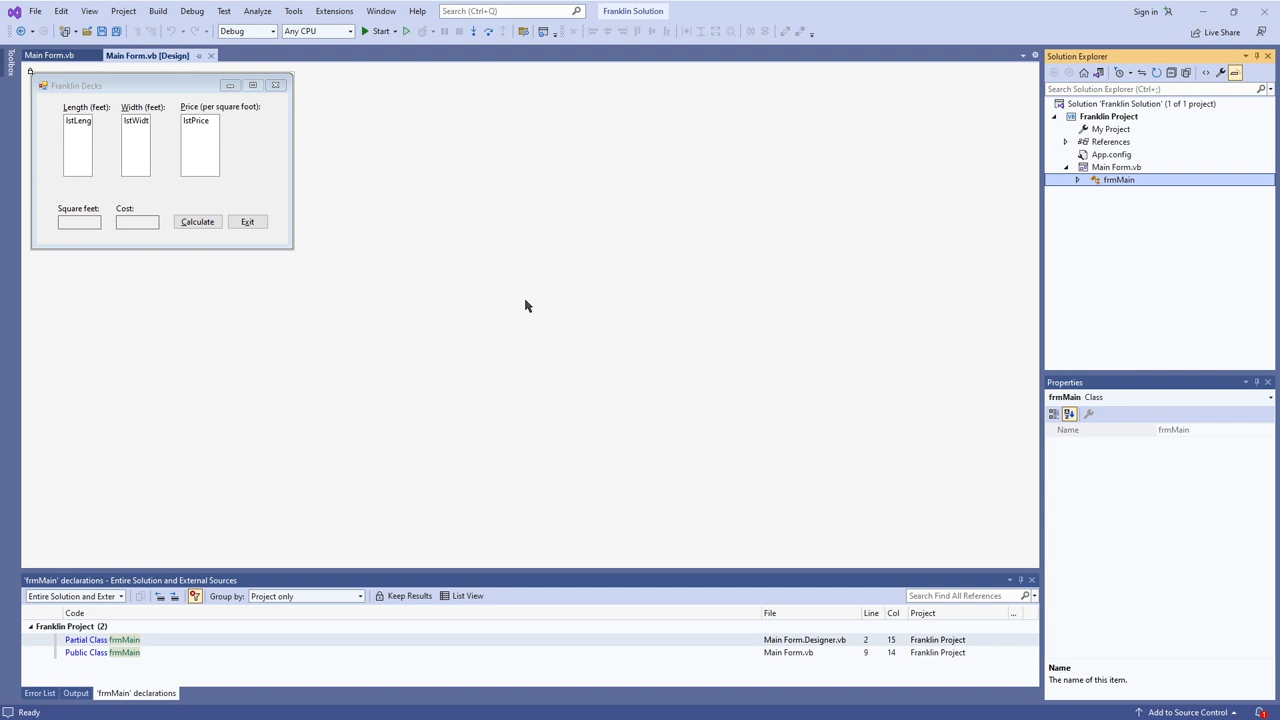 File Edit View Git Project Build Debug Test Analyze Tools Extensions Window Help Search (Ctrl+Q) Franklin Solution Sign in
Debug Any CPU Start Live Share
Toolbox
Main Form.vb Main Form.vb [Design]
Franklin Decks
Length (feet): Width (feet): Price (per square foot):
lstLeng lstWidt lstPrice
Square feet: Cost:
Calculate Exit
Solution Explorer
Search Solution Explorer (Ctrl+;)
Solution 'Franklin Solution' (1 of 1 project)
Franklin Project
My Project
References
App.config
Main Form.vb
frmMain
Properties
frmMain Class
Name frmMain
Name
The name of this item.
'frmMain' declarations - Entire Solution and External Sources
Entire Solution and Exter Group by: Project only Keep Results List View Search Find All References
Code File Line Col Project ...
Franklin Project (2)
Partial Class frmMain Main Form.Designer.vb 2 15 Franklin Project
Public Class frmMain Main Form.vb 9 14 Franklin Project
Error List Output 'frmMain' declarations
Ready Add to Source Control 1